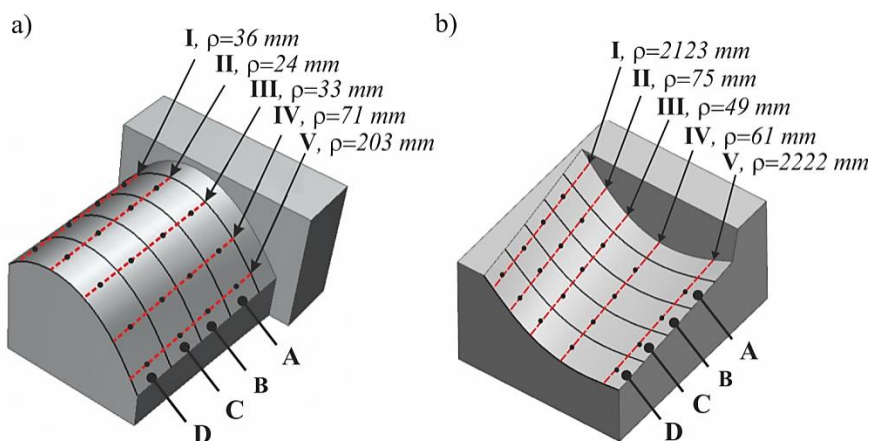 a)
I, ρ=36 mm
II, ρ=24 mm
III, ρ=33 mm
IV, ρ=71 mm
V, ρ=203 mm
A
B
C
D
b)
I, ρ=2123 mm
II, ρ=75 mm
III, ρ=49 mm
IV, ρ=61 mm
V, ρ=2222 mm
A
B
C
D